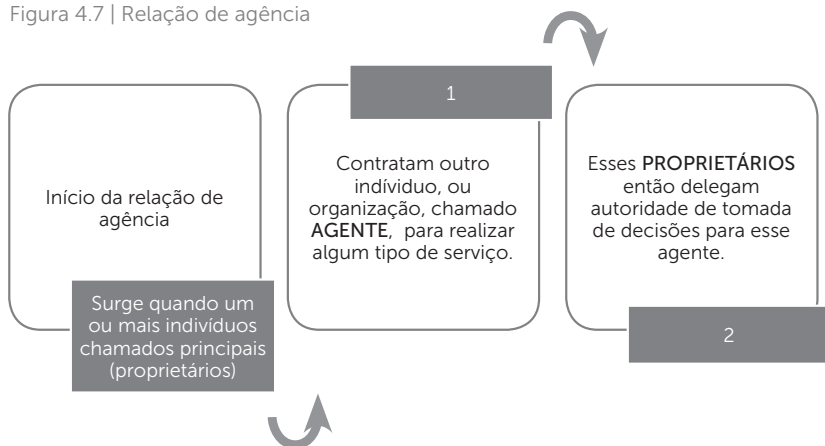 Figura 4.7 | Relação de agência
Início da relação de
agência
Surge quando um
ou mais indivíduos
chamados principais
(proprietários)
1
Contratam outro
indíviduo, ou
organização, chamado
AGENTE, para realizar
algum tipo de serviço.
Esses PROPRIETÁRIOS
então delegam
autoridade de tomada
de decisões para esse
agente.
2